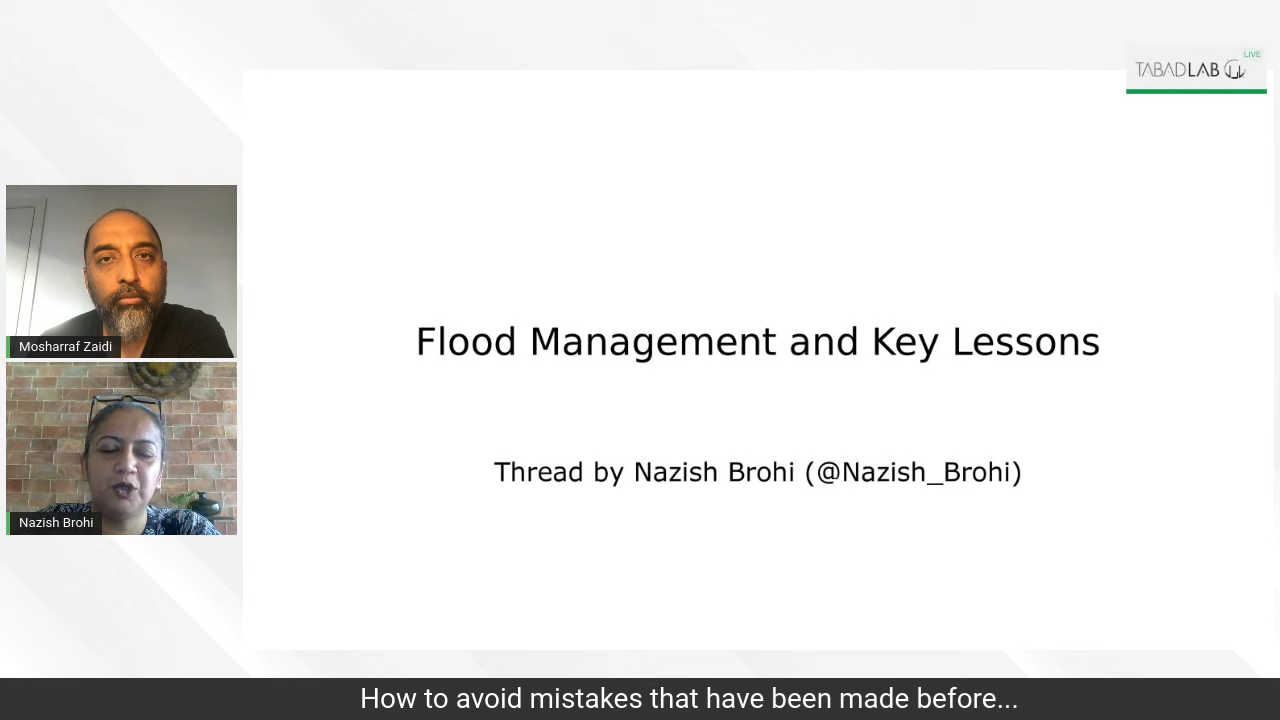 LIVE
TABADLAB
Flood Management and Key Lessons
Thread by Nazish Brohi (@Nazish_Brohi)
Mosharraf Zaidi
Nazish Brohi
How to avoid mistakes that have been made before...